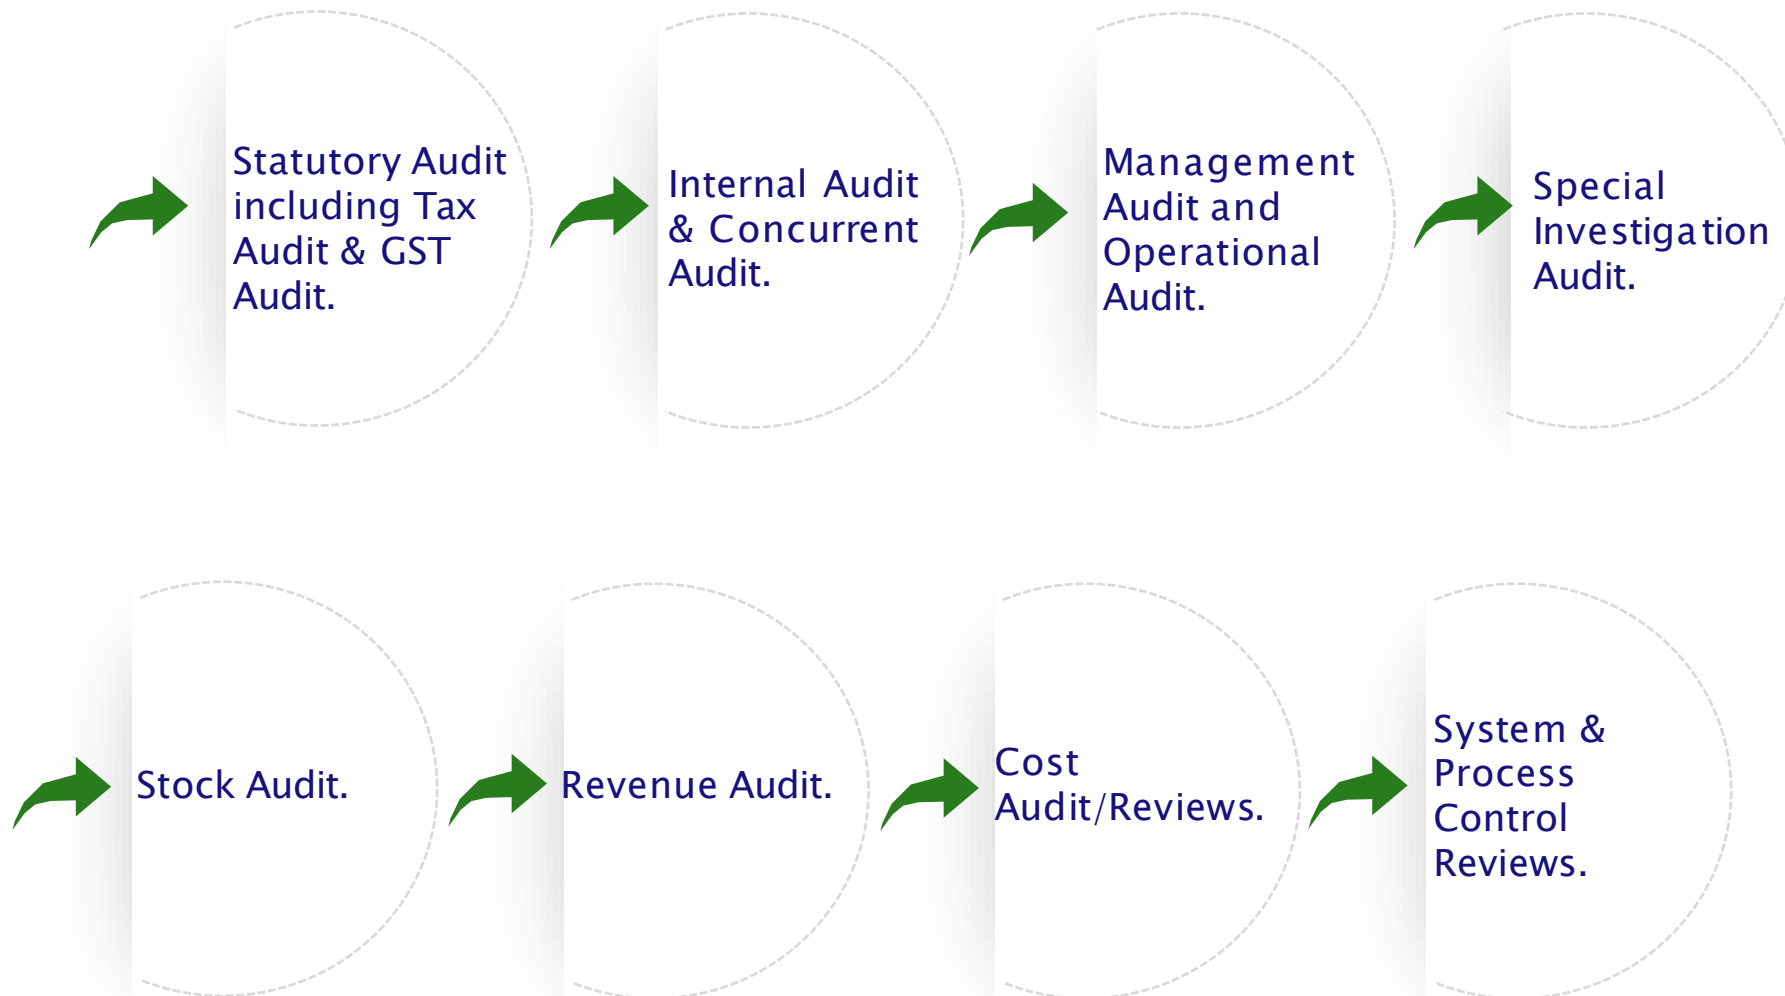 Statutory Audit
including Tax
Audit & GST
Audit.
Internal Audit
& Concurrent
Audit.
Management
Audit and
Operational
Audit.
Special
Investigation
Audit.
Stock Audit.
Revenue Audit.
Cost
Audit/Reviews.
System &
Process
Control
Reviews.